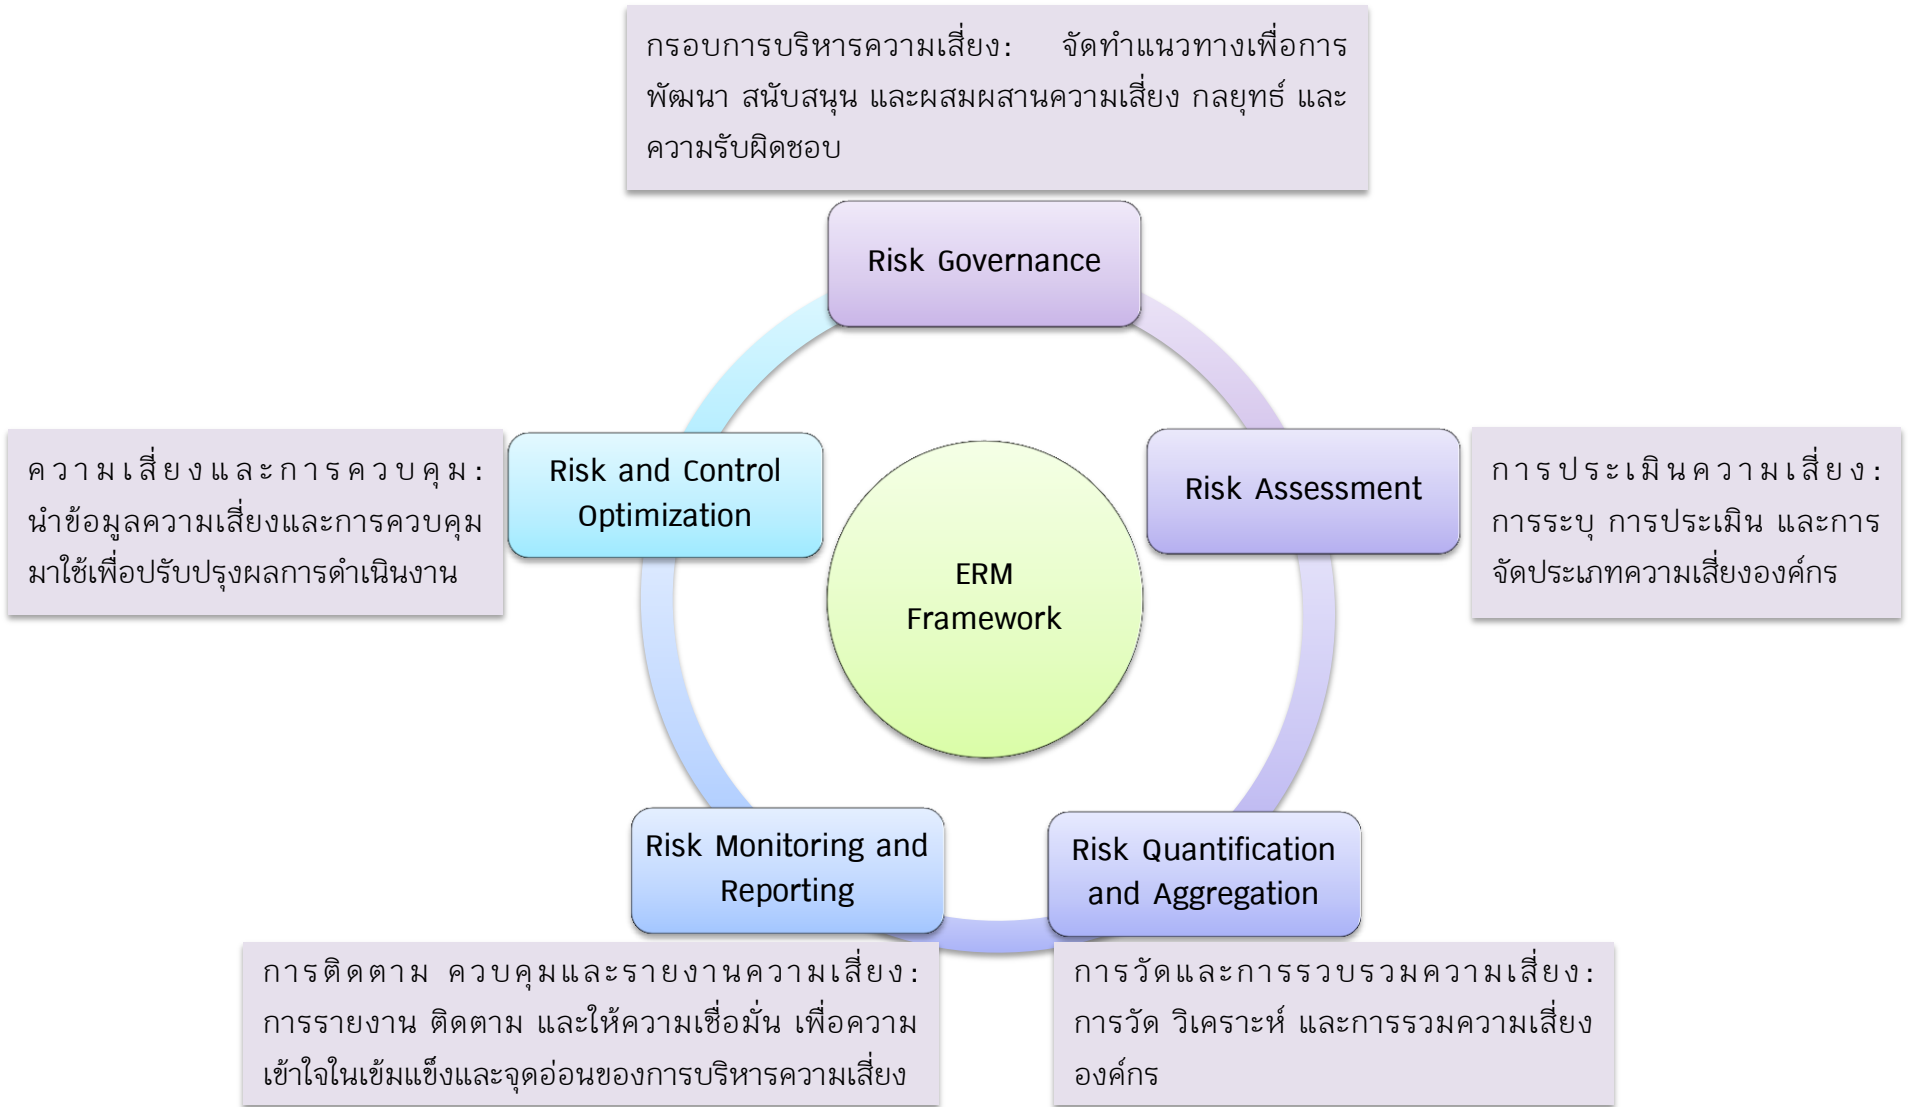 กรอบการบริหารความเสี่ยง: จัดทำแนวทางเพื่อการ
พัฒนา สนับสนุน และผสมผสานความเสี่ยง กลยุทธ์ และ
ความรับผิดชอบ
Risk Governance
ความเสี่ยงและการควบคุม:
นำข้อมูลความเสี่ยงและการควบคุม
มาใช้เพื่อปรับปรุงผลการดำเนินงาน
Risk and Control
Optimization
ERM
Framework
Risk Assessment
การประเมินความเสี่ยง:
การระบุ การประเมิน และการ
จัดประเภทความเสี่ยงองค์กร
Risk Monitoring and
Reporting
Risk Quantification
and Aggregation
การติดตาม ควบคุมและรายงานความเสี่ยง:
การรายงาน ติดตาม และให้ความเชื่อมั่น เพื่อความ
เข้าใจในเข้มแข็งและจุดอ่อนของการบริหารความเสี่ยง
การวัดและการรวบรวมความเสี่ยง:
การวัด วิเคราะห์ และการรวมความเสี่ยง
องค์กร